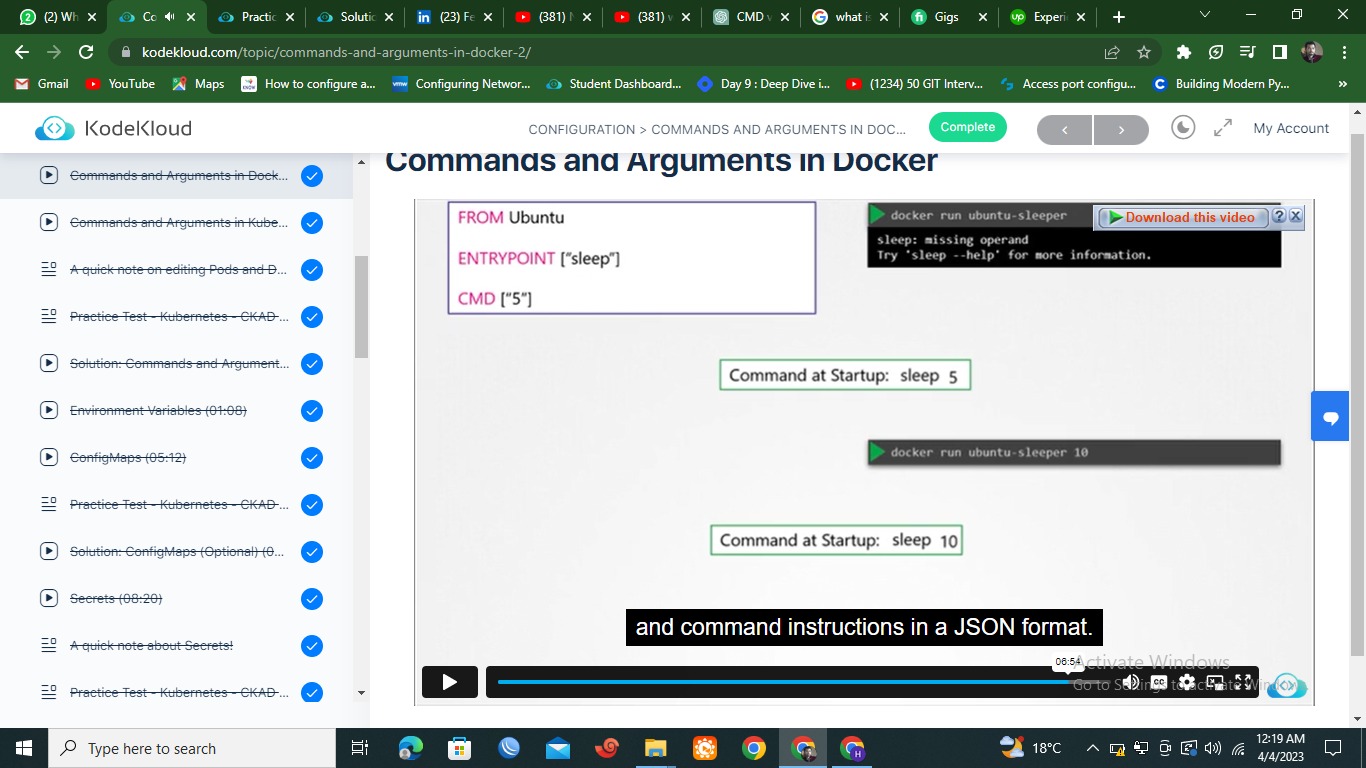 (2) Wh
Cc
Practic
Solutic
(23) Fe
(381)
(381)
CMD
what is
Gigs
Experi
kodekloud.com/topic/commands-and-arguments-in-docker-2/
Gmail
YouTube
Maps
How to configure a...
Configuring Networ...
Student Dashboard...
Day 9 : Deep Dive i...
(1234) 50 GIT Interv...
Access port configu...
Building Modern Py...
»
KodeKloud
CONFIGURATION > COMMANDS AND ARGUMENTS IN DOC...
Complete
My Account
Commands and Arguments in Dock...
Commands and Arguments in Kube...
A quick note on editing Pods and D...
Practice Test - Kubernetes - CKAD ...
Solution: Commands and Argument...
Environment Variables (01:08)
ConfigMaps (05:12)
Practice Test - Kubernetes - CKAD ...
Solution: ConfigMaps (Optional) (0...
Secrets (08:20)
A quick note about Secrets!
Practice Test - Kubernetes - CKAD ...
Commands and Arguments in Docker
FROM Ubuntu
ENTRYPOINT ["sleep"]
CMD ["5"]
docker run ubuntu-sleeper
Download this video
sleep: missing operand
Try 'sleep --help' for more information.
Command at Startup: sleep 5
docker run ubuntu-sleeper 10
Command at Startup: sleep 10
and command instructions in a JSON format.
06:54
Activate Windows
Go to Settings to activate Windows.
Type here to search
18°C
12:19 AM
4/4/2023